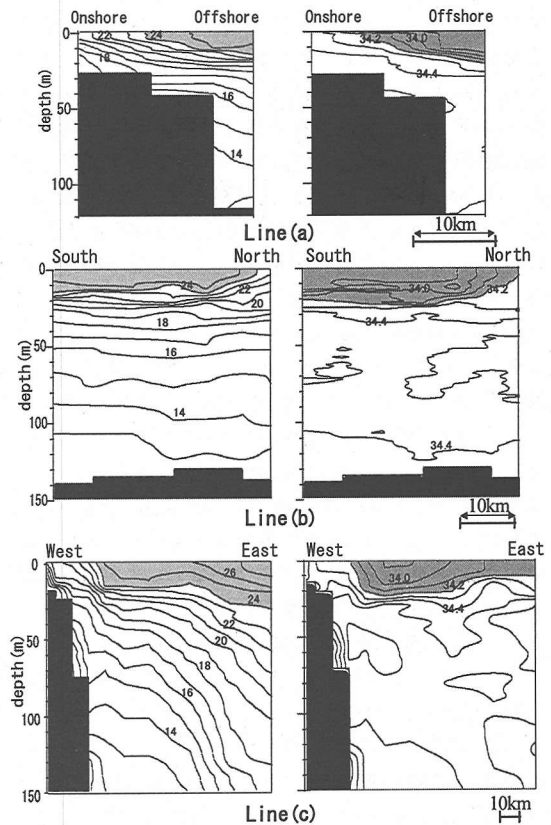 Onshore Offshore
Onshore Offshore
0
50
100
depth(m)
22
24
18
16
14
34.2
34.0
34.4
10km
Line(a)
South North
South North
0
50
100
150
depth(m)
24
22
20
18
16
14
34.0
34.2
34.4
34.4
10km
Line(b)
West East
West East
0
50
100
150
depth(m)
26
24
22
20
18
16
14
34.0
34.2
34.4
10km
Line(c)